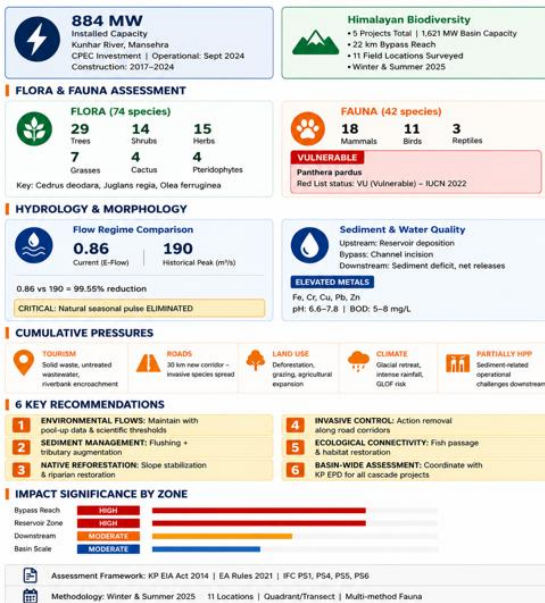 884 MW
Installed Capacity
Kunhar River, Mansehra
CPEC Investment | Operational: Sept 2024
Construction: 2017–2024
Himalayan Biodiversity
• 5 Projects Total | 1,621 MW Basin Capacity
• 22 km Bypass Reach
• 11 Field Locations Surveyed
• Winter & Summer 2025
FLORA & FAUNA ASSESSMENT
FLORA (74 species)
29 14 15
Trees Shrubs Herbs
7 4 4
Grasses Cactus Pteridophytes
Key: Cedrus deodara, Juglans regia, Olea ferruginea
FAUNA (42 species)
18 11 3
Mammals Birds Reptiles
VULNERABLE
Panthera pardus
Red List status: VU (Vulnerable) – IUCN 2022
HYDROLOGY & MORPHOLOGY
Flow Regime Comparison
0.86 190
Current (E-Flow) Historical Peak (m³/s)
0.86 vs 190 = 99.55% reduction
CRITICAL: Natural seasonal pulse ELIMINATED
Sediment & Water Quality
Upstream: Reservoir deposition
Bypass: Channel incision
Downstream: Sediment deficit, net releases
ELEVATED METALS
Fe, Cr, Cu, Pb, Zn
pH: 6.6–7.8 | BOD: 5–8 mg/L
CUMULATIVE PRESSURES
TOURISM
Solid waste, untreated
wastewater,
riverbank encroachment
ROADS
30 km new corridor –
invasive species spread
LAND USE
Deforestation,
grazing, agricultural
expansion
CLIMATE
Glacial retreat,
intense rainfall,
GLOF risk
PARTIALLY HPP
Sediment-related
operational
challenges downstream
6 KEY RECOMMENDATIONS
1 ENVIRONMENTAL FLOWS: Maintain with
pool-up data & scientific thresholds
2 SEDIMENT MANAGEMENT: Flushing +
tributary augmentation
3 NATIVE REFORESTATION: Slope stabilization
& riparian restoration
4 INVASIVE CONTROL: Action removal
along road corridors
5 ECOLOGICAL CONNECTIVITY: Fish passage
& habitat restoration
6 BASIN-WIDE ASSESSMENT: Coordinate with
KP EPD for all cascade projects
IMPACT SIGNIFICANCE BY ZONE
Bypass Reach HIGH
Reservoir Zone HIGH
Downstream MODERATE
Basin Scale MODERATE
Assessment Framework: KP EIA Act 2014 | EA Rules 2021 | IFC PS1, PS4, PS5, PS6
Methodology: Winter & Summer 2025 11 Locations | Quadrant/Transect | Multi-method Fauna